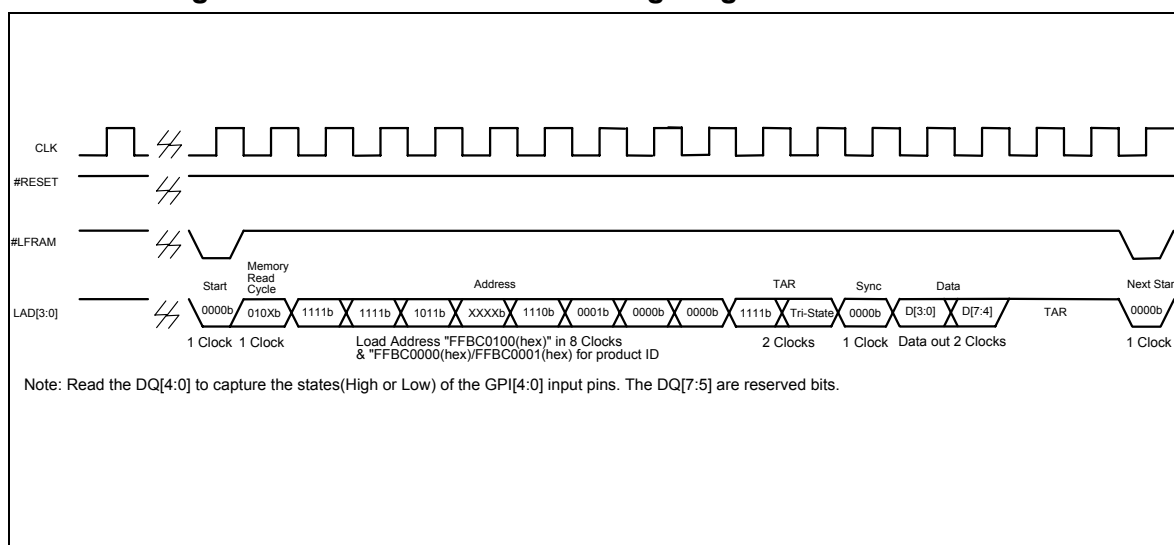 CLK
#RESET
#LFRAM
Memory
Read
Cycle
Start Address TAR Sync Data Next Star
LAD[3:0] 0000b 010Xb 1111b 1111b 1011b XXXXb 1110b 0001b 0000b 0000b 1111b Tri-State 0000b D[3:0] D[7:4] TAR 0000b
1 Clock 1 Clock Load Address "FFBC0100(hex)" in 8 Clocks 2 Clocks 1 Clock Data out 2 Clocks 1 Clock
& "FFBC0000(hex)/FFBC0001(hex) for product ID
Note: Read the DQ[4:0] to capture the states(High or Low) of the GPI[4:0] input pins. The DQ[7:5] are reserved bits.